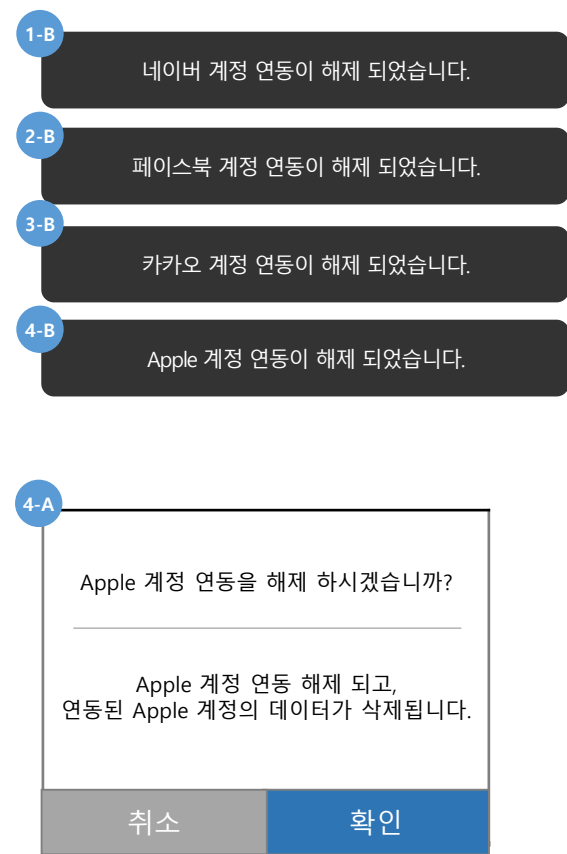 1-B
네이버 계정 연동이 해제 되었습니다.
2-B
페이스북 계정 연동이 해제 되었습니다.
3-B
카카오 계정 연동이 해제 되었습니다.
4-B
Apple 계정 연동이 해제 되었습니다.
4-A
Apple 계정 연동을 해제 하시겠습니까?
Apple 계정 연동 해제 되고,
연동된 Apple 계정의 데이터가 삭제됩니다.
취소 확인